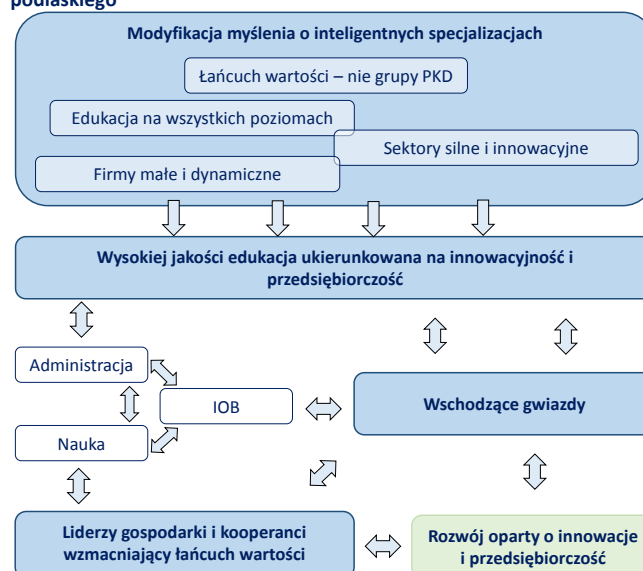 podlaskiego
Modyfikacja myślenia o inteligentnych specjalizacjach
Łańcuch wartości – nie grupy PKD
Edukacja na wszystkich poziomach
Sektory silne i innowacyjne
Firmy małe i dynamiczne
Wysokiej jakości edukacja ukierunkowana na innowacyjność i
przedsiębiorczość
Administracja
IOB
Wschodzące gwiazdy
Nauka
Liderzy gospodarki i kooperanci
wzmacniający łańcuch wartości
Rozwój oparty o innowacje
i przedsiębiorczość